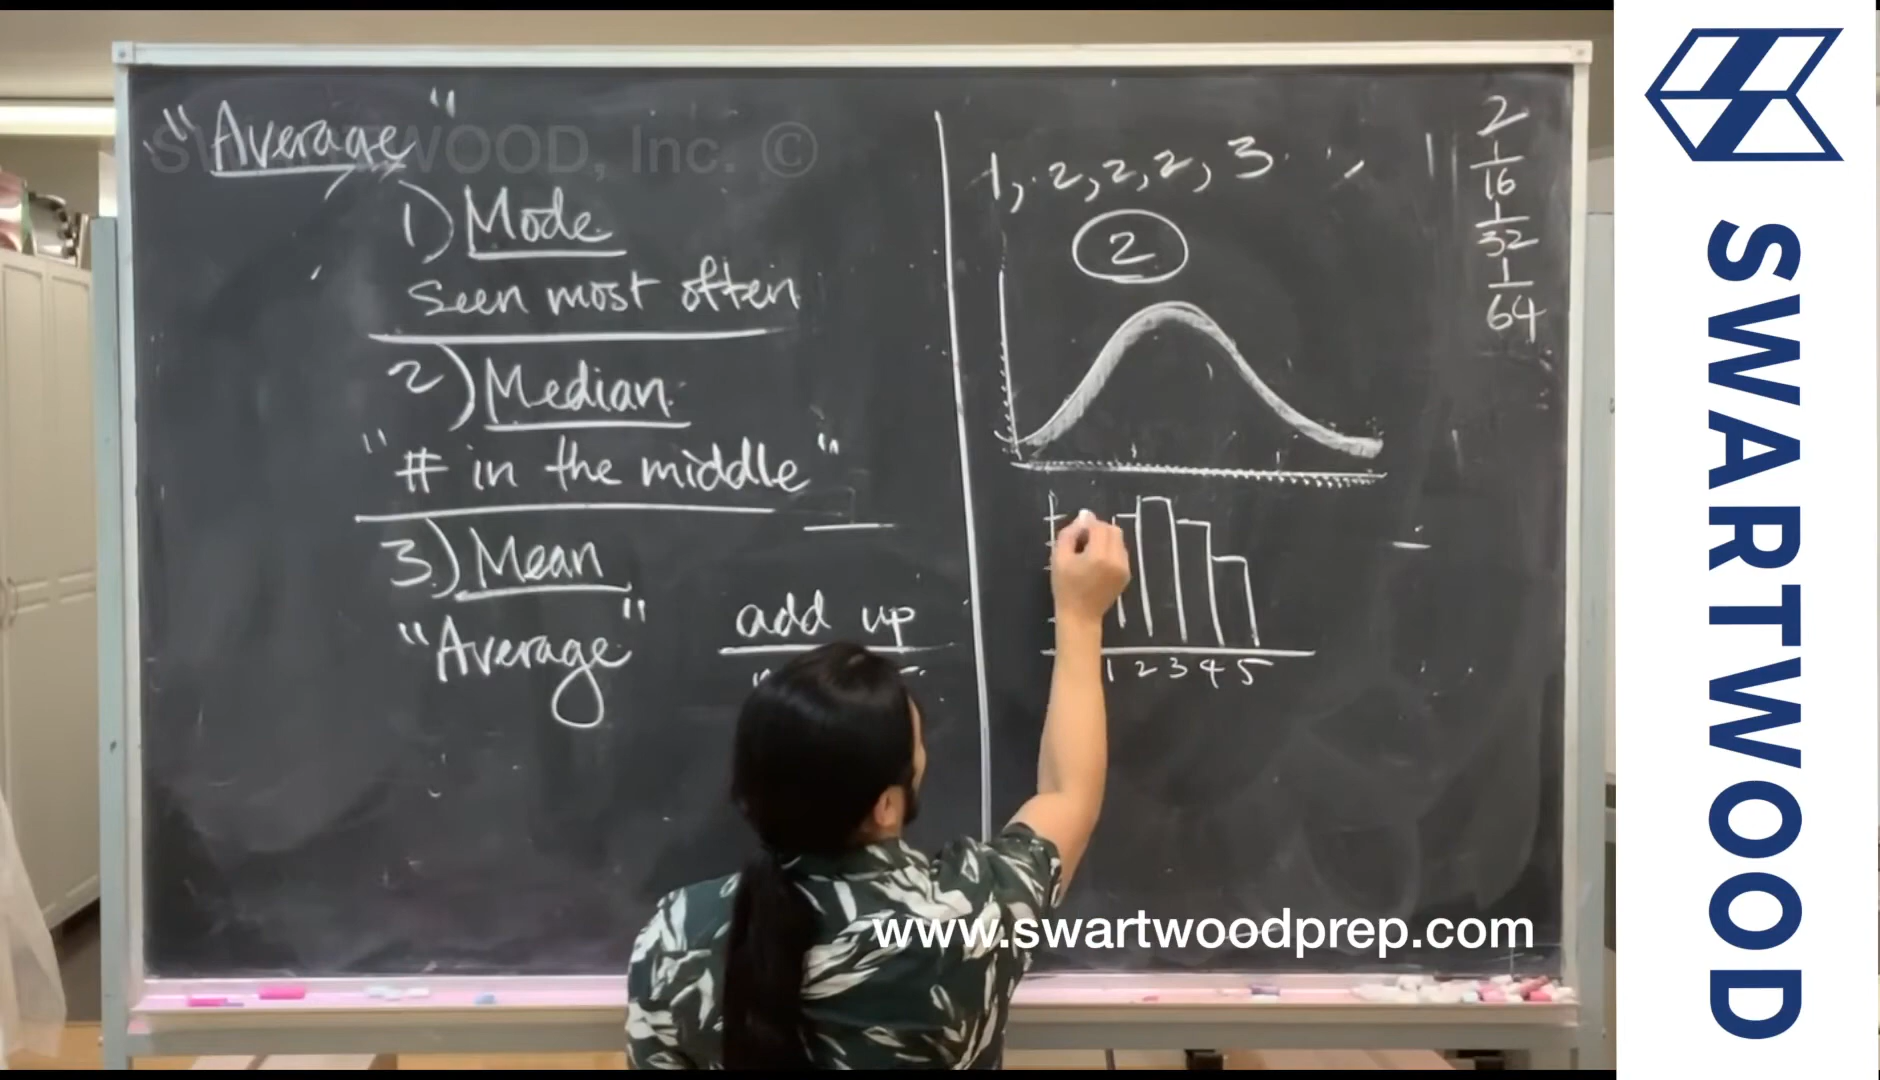 "Average"
SWARTWOOD, Inc. ©
1) Mode
seen most often
2) Median
"# in the middle"
3) Mean
"Average"
add up
1, 2, 2, 2, 3
2
1 2 3 4 5
2
1
16
1
32
1
64
www.swartwoodprep.com
SWARTWOOD